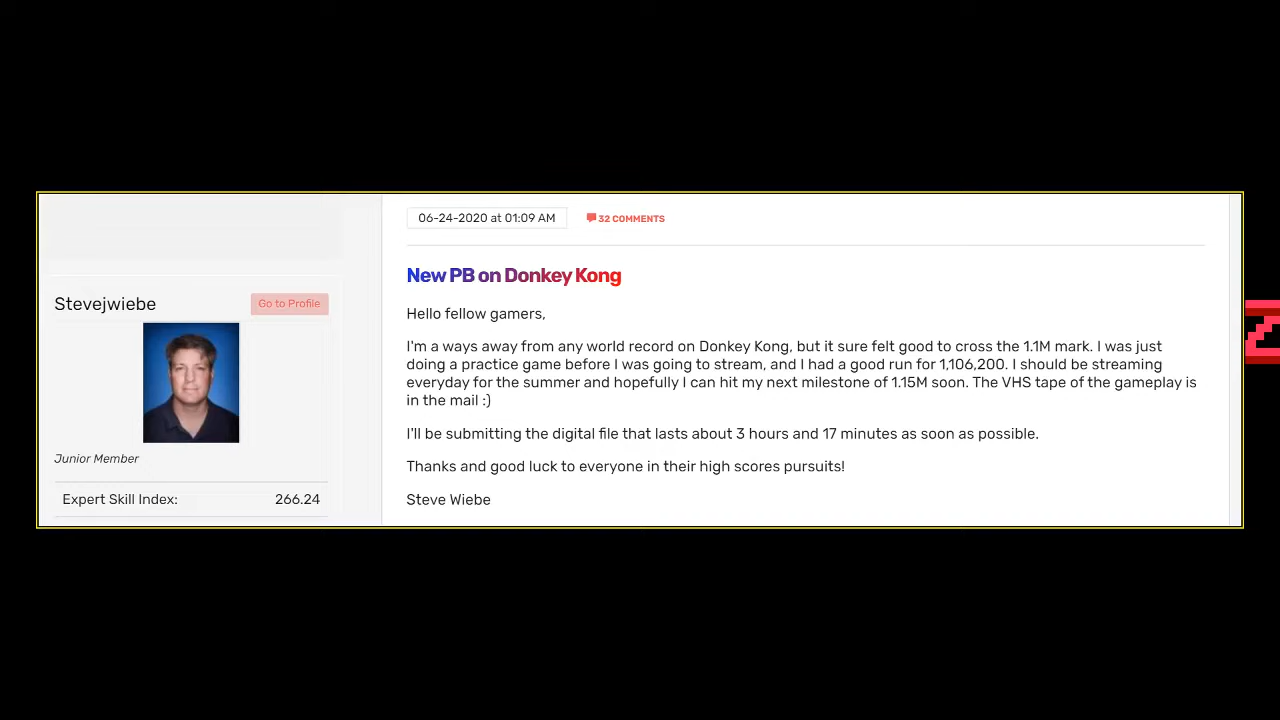 06-24-2020 at 01:09 AM
32 COMMENTS
New PB on Donkey Kong
Stevejwiebe
Go to Profile
Hello fellow gamers,
I'm a ways away from any world record on Donkey Kong, but it sure felt good to cross the 1.1M mark. I was just
doing a practice game before I was going to stream, and I had a good run for 1,106,200. I should be streaming
everyday for the summer and hopefully I can hit my next milestone of 1.15M soon. The VHS tape of the gameplay is
in the mail :)
I'll be submitting the digital file that lasts about 3 hours and 17 minutes as soon as possible.
Junior Member
Thanks and good luck to everyone in their high scores pursuits!
Expert Skill Index: 266.24
Steve Wiebe